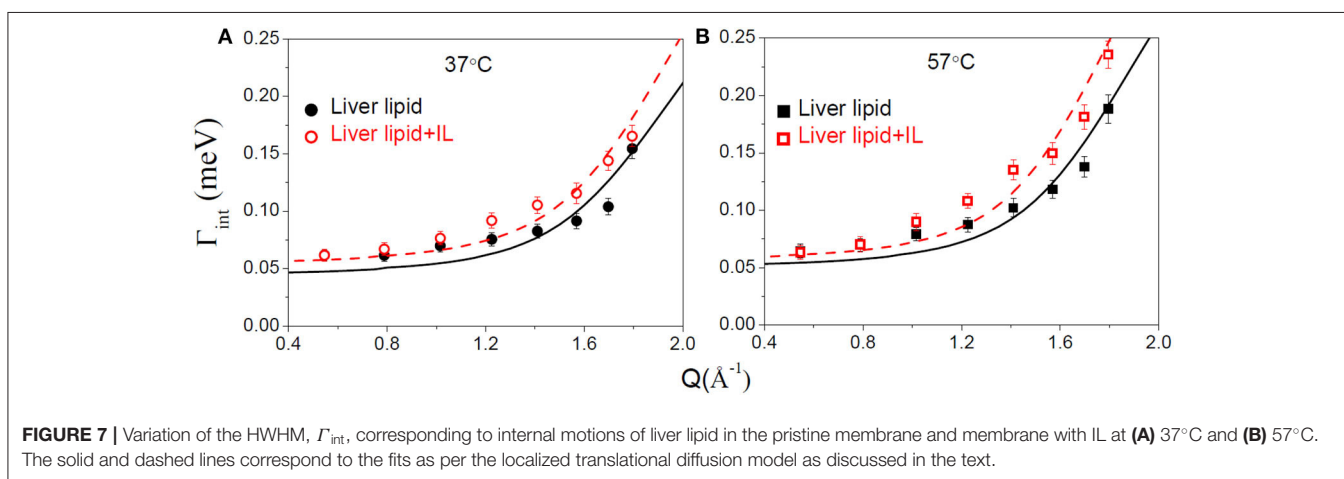 A
B
0.25
0.20
0.15
0.10
0.05
0.00
37°C
Liver lipid
Liver lipid+IL
0.4 0.8 1.2 1.6 2.0
Γint (meV)
0.25
0.20
0.15
0.10
0.05
0.00
57°C
Liver lipid
Liver lipid+IL
0.4 0.8 1.2 1.6 2.0
Q(Å-1)
FIGURE 7 | Variation of the HWHM, Γint, corresponding to internal motions of liver lipid in the pristine membrane and membrane with IL at (A) 37°C and (B) 57°C.
The solid and dashed lines correspond to the fits as per the localized translational diffusion model as discussed in the text.